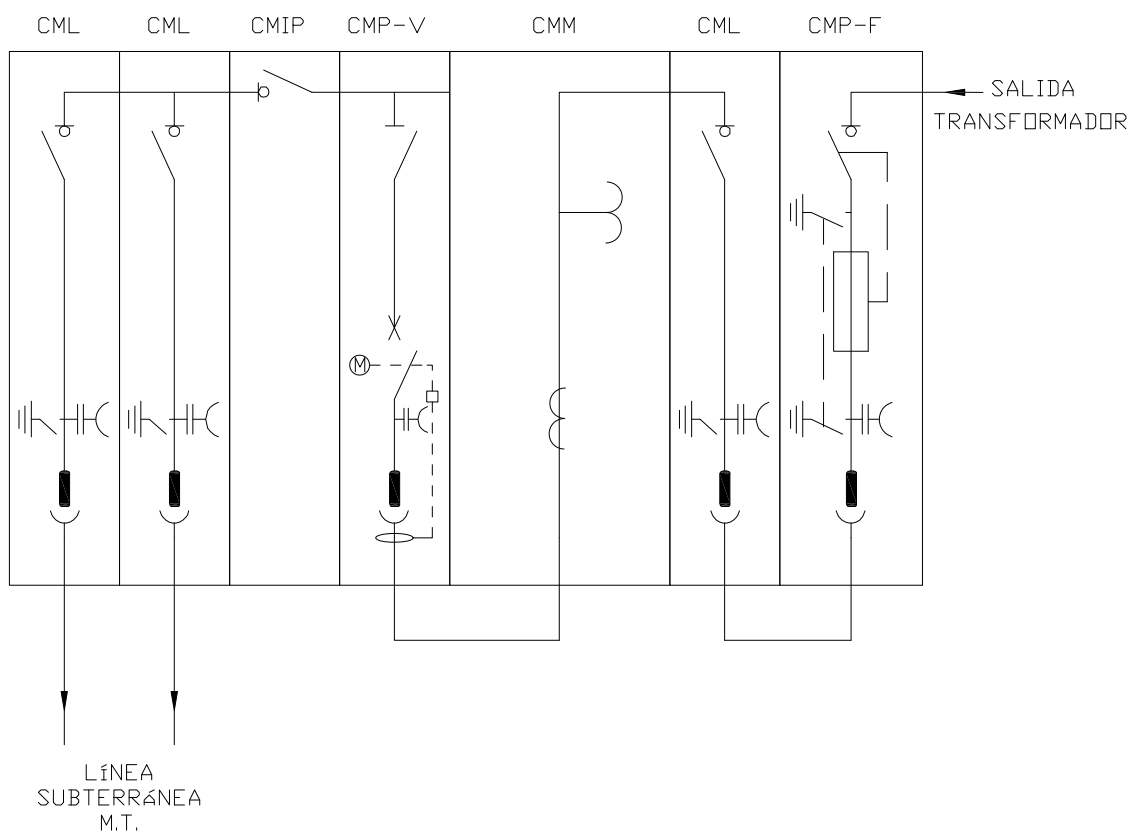 CML CML CMIP CMP-V CMM CML CMP-F
SALIDA
TRANSFORMADOR
M
LíNEA
SUBTERRáNEA
M.T.